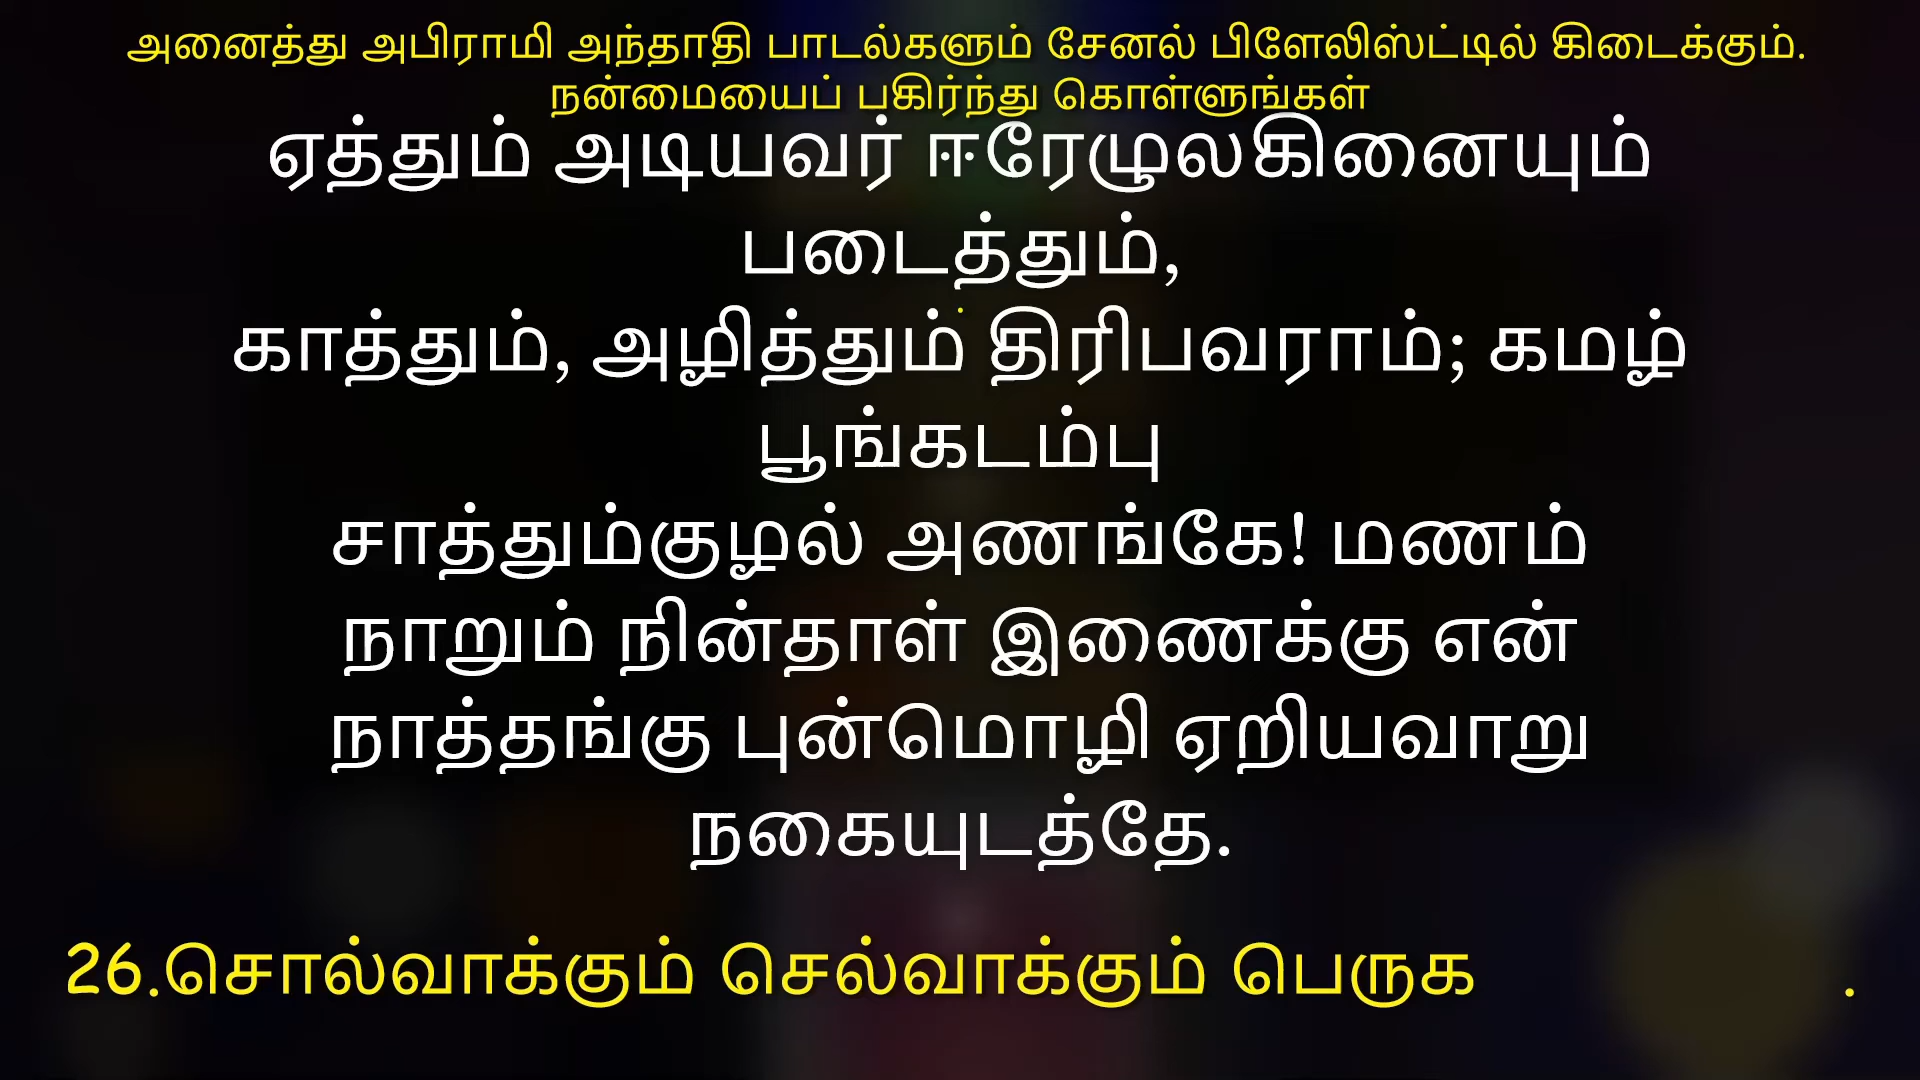 அனைத்து அபிராமி அந்தாதி பாடல்களும் சேனல் பிளேலிஸ்ட்டில் கிடைக்கும்.
நன்மையைப் பகிர்ந்து கொள்ளுங்கள்
ஏத்தும் அடியவர் ஈரேழுலகினையும்
படைத்தும்,
காத்தும், அழித்தும் திரிபவராம்; கமழ்
பூங்கடம்பு
சாத்தும்குழல் அணங்கே! மணம்
நாறும் நின்தாள் இணைக்கு என்
நாத்தங்கு புன்மொழி ஏறியவாறு
நகையுடத்தே.
26.சொல்வாக்கும் செல்வாக்கும் பெருக .